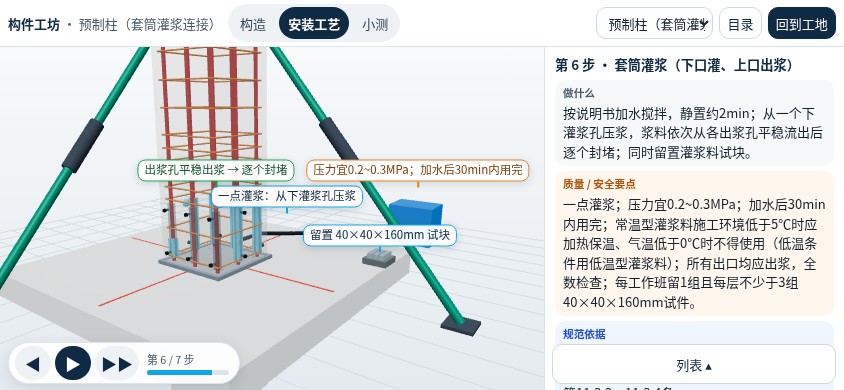 构件工坊 · 预制柱（套筒灌浆连接）
构造 安装工艺 小测
预制柱（套筒灌
目录
回到工地
出浆孔平稳出浆 → 逐个封堵
压力宜0.2~0.3MPa；加水后30min内用完
一点灌浆：从下灌浆孔压浆
留置 40×40×160mm 试块
第 6 / 7 步
第 6 步 · 套筒灌浆（下口灌、上口出浆）
做什么
按说明书加水搅拌，静置约2min；从一个下
灌浆孔压浆，浆料依次从各出浆孔平稳流出后
逐个封堵；同时留置灌浆料试块。
质量 / 安全要点
一点灌浆；压力宜0.2~0.3MPa；加水后30min
内用完；常温型灌浆料施工环境低于5℃时应
加热保温、气温低于0℃时不得使用（低温条
件用低温型灌浆料）；所有出口均应出浆，全
数检查；每工作班留1组且每层不少于3组
40×40×160mm试件。
规范依据
列表 ▴